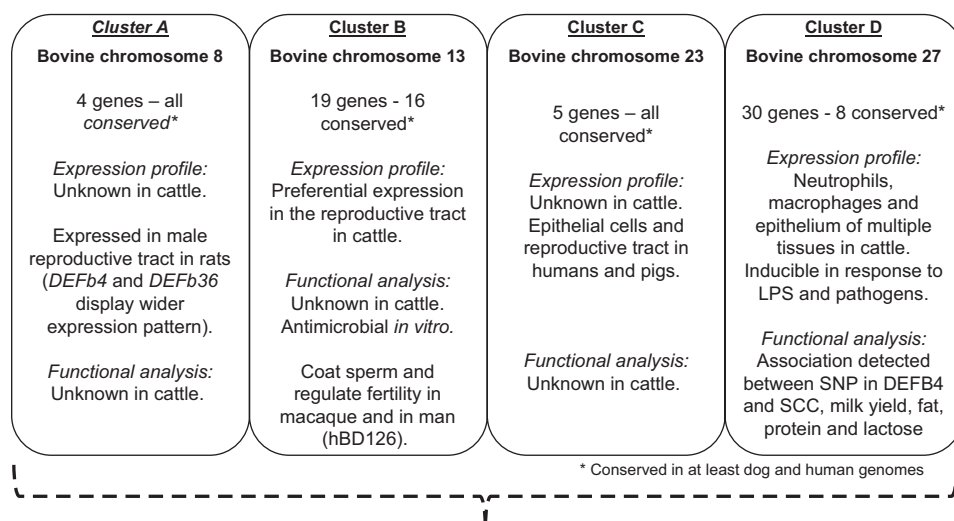 Cluster A
Bovine chromosome 8
4 genes – all
conserved*
Expression profile:
Unknown in cattle.
Expressed in male
reproductive tract in rats
(DEFb4 and DEFb36
display wider
expression pattern).
Functional analysis:
Unknown in cattle.
Cluster B
Bovine chromosome 13
19 genes - 16
conserved*
Expression profile:
Preferential expression
in the reproductive tract
in cattle.
Functional analysis:
Unknown in cattle.
Antimicrobial in vitro.
Coat sperm and
regulate fertility in
macaque and in man
(hBD126).
Cluster C
Bovine chromosome 23
5 genes – all
conserved*
Expression profile:
Unknown in cattle.
Epithelial cells and
reproductive tract in
humans and pigs.
Functional analysis:
Unknown in cattle.
Cluster D
Bovine chromosome 27
30 genes - 8 conserved*
Expression profile:
Neutrophils,
macrophages and
epithelium of multiple
tissues in cattle.
Inducible in response to
LPS and pathogens.
Functional analysis:
Association detected
between SNP in DEFB4
and SCC, milk yield, fat,
protein and lactose
* Conserved in at least dog and human genomes